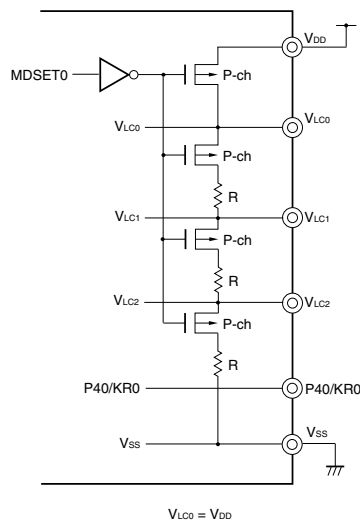 VDD
MDSET0
P-ch
VLC0
VLC0
P-ch
R
VLC1
VLC1
P-ch
R
VLC2
VLC2
P-ch
R
P40/KR0
P40/KR0
VSS
VSS
VLC0 = VDD